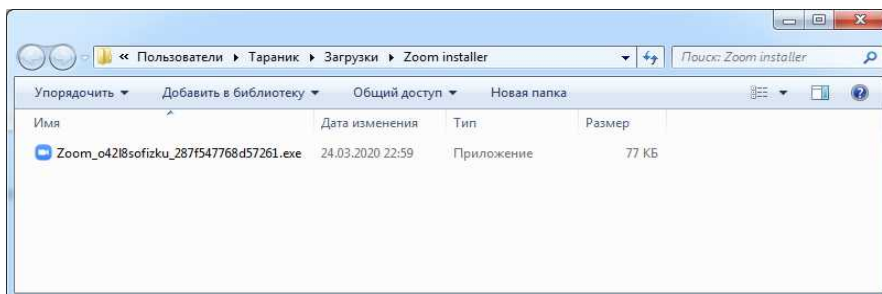 « Пользователи ▸ Тараник ▸ Загрузки ▸ Zoom installer Поиск: Zoom installer
Упорядочить Добавить в библиотеку Общий доступ Новая папка
Имя Дата изменения Тип Размер
Zoom_o42l8sofizku_287f547768d57261.exe 24.03.2020 22:59 Приложение 77 КБ